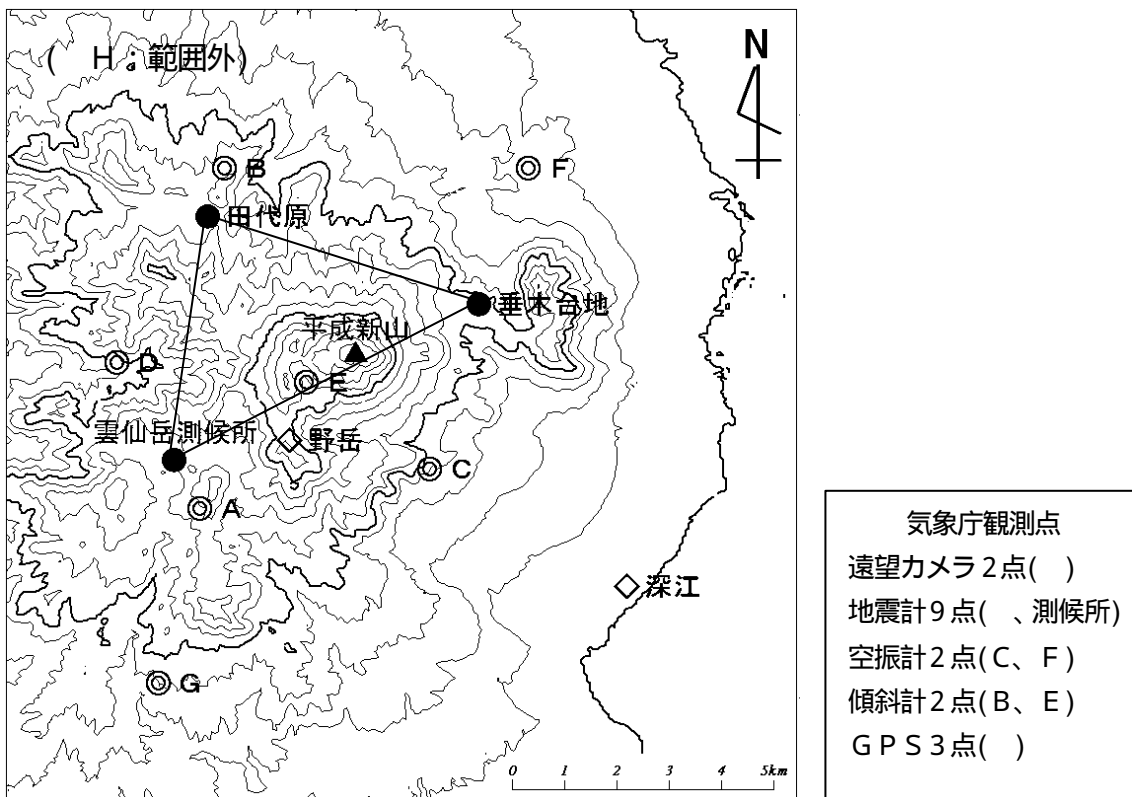 (　H；範囲外)
N
B
F
田代原
垂木台地
平成新山
D
E
雲仙岳測候所
野岳
C
A
深江
G
0 1 2 3 4 5km
気象庁観測点
遠望カメラ2点(　)
地震計9点(　、測候所)
空振計2点(C、F)
傾斜計2点(B、E)
GPS3点(　)